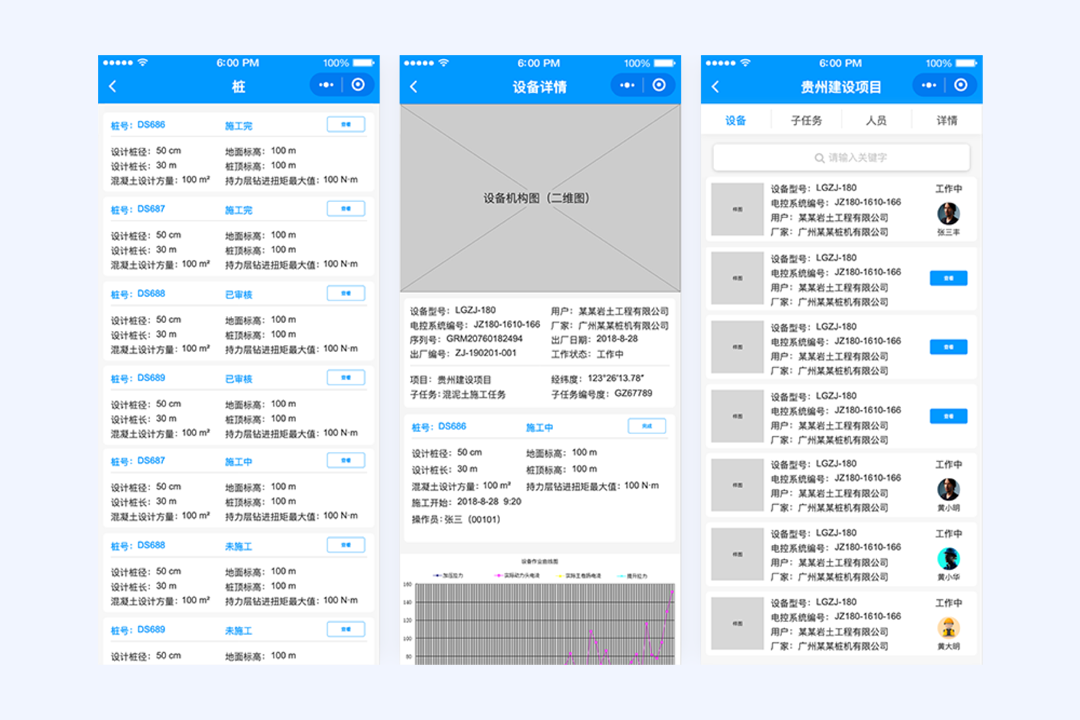 6:00 PM 100%
桩
桩号：DS686 施工完 查看
设计桩径：50 cm 地面标高：100 m
设计桩长：30 m 桩顶标高：100 m
混凝土设计方量：100 m² 持力层钻进扭矩最大值：100 N·m
桩号：DS687 施工完 查看
设计桩径：50 cm 地面标高：100 m
设计桩长：30 m 桩顶标高：100 m
混凝土设计方量：100 m² 持力层钻进扭矩最大值：100 N·m
桩号：DS688 已审核 查看
设计桩径：50 cm 地面标高：100 m
设计桩长：30 m 桩顶标高：100 m
混凝土设计方量：100 m² 持力层钻进扭矩最大值：100 N·m
桩号：DS689 已审核 查看
设计桩径：50 cm 地面标高：100 m
设计桩长：30 m 桩顶标高：100 m
混凝土设计方量：100 m² 持力层钻进扭矩最大值：100 N·m
桩号：DS687 施工中 查看
设计桩径：50 cm 地面标高：100 m
设计桩长：30 m 桩顶标高：100 m
混凝土设计方量：100 m² 持力层钻进扭矩最大值：100 N·m
桩号：DS688 未施工 查看
设计桩径：50 cm 地面标高：100 m
设计桩长：30 m 桩顶标高：100 m
混凝土设计方量：100 m² 持力层钻进扭矩最大值：100 N·m
桩号：DS689 未施工 查看
设计桩径：50 cm 地面标高：100 m
6:00 PM 100%
设备详情
设备机构图（二维图）
设备型号：LGZJ-180 用户：某某岩土工程有限公司
电控系统编号：JZ180-1610-166 厂家：广州某某桩机有限公司
序列号：GRM20760182494 出厂日期：2018-8-28
出厂编号：ZJ-190201-001 工作状态：工作中
项目：贵州建设项目 经纬度：123°26'13.78"
子任务：混泥土施工任务 子任务编号度：GZ67789
桩号：DS686 施工中 完成
设计桩径：50 cm 地面标高：100 m
设计桩长：30 m 桩顶标高：100 m
混凝土设计方量：100 m² 持力层钻进扭矩最大值：100 N·m
施工开始：2018-8-28 9:20
操作员：张三（00101）
设备作业曲线图
加压拉力 实际动力头电流 实际主卷扬电流 提升拉力
160
140
120
100
80
6:00 PM 100%
贵州建设项目
设备 子任务 人员 详情
请输入关键字
样图
设备型号：LGZJ-180 工作中
电控系统编号：JZ180-1610-166
用户：某某岩土工程有限公司
厂家：广州某某桩机有限公司 张三丰
样图
设备型号：LGZJ-180
电控系统编号：JZ180-1610-166 查看
用户：某某岩土工程有限公司
厂家：广州某某桩机有限公司
样图
设备型号：LGZJ-180
电控系统编号：JZ180-1610-166 查看
用户：某某岩土工程有限公司
厂家：广州某某桩机有限公司
样图
设备型号：LGZJ-180
电控系统编号：JZ180-1610-166 查看
用户：某某岩土工程有限公司
厂家：广州某某桩机有限公司
样图
设备型号：LGZJ-180 工作中
电控系统编号：JZ180-1610-166
用户：某某岩土工程有限公司
厂家：广州某某桩机有限公司 黄小明
样图
设备型号：LGZJ-180 工作中
电控系统编号：JZ180-1610-166
用户：某某岩土工程有限公司
厂家：广州某某桩机有限公司 黄小华
样图
设备型号：LGZJ-180 工作中
电控系统编号：JZ180-1610-166
用户：某某岩土工程有限公司
厂家：广州某某桩机有限公司 黄大明